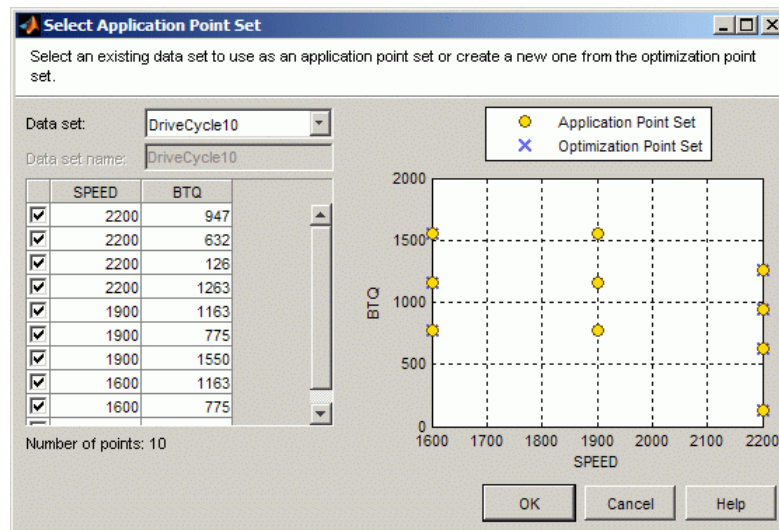 Select Application Point Set
Select an existing data set to use as an application point set or create a new one from the optimization point
set.
Data set: DriveCycle10
Data set name: DriveCycle10
SPEED BTQ
2200 947
2200 632
2200 126
2200 1263
1900 1163
1900 775
1900 1550
1600 1163
1600 775
Number of points: 10
Application Point Set
Optimization Point Set
2000
1500
1000
500
0
BTQ
1600 1700 1800 1900 2000 2100 2200
SPEED
OK Cancel Help